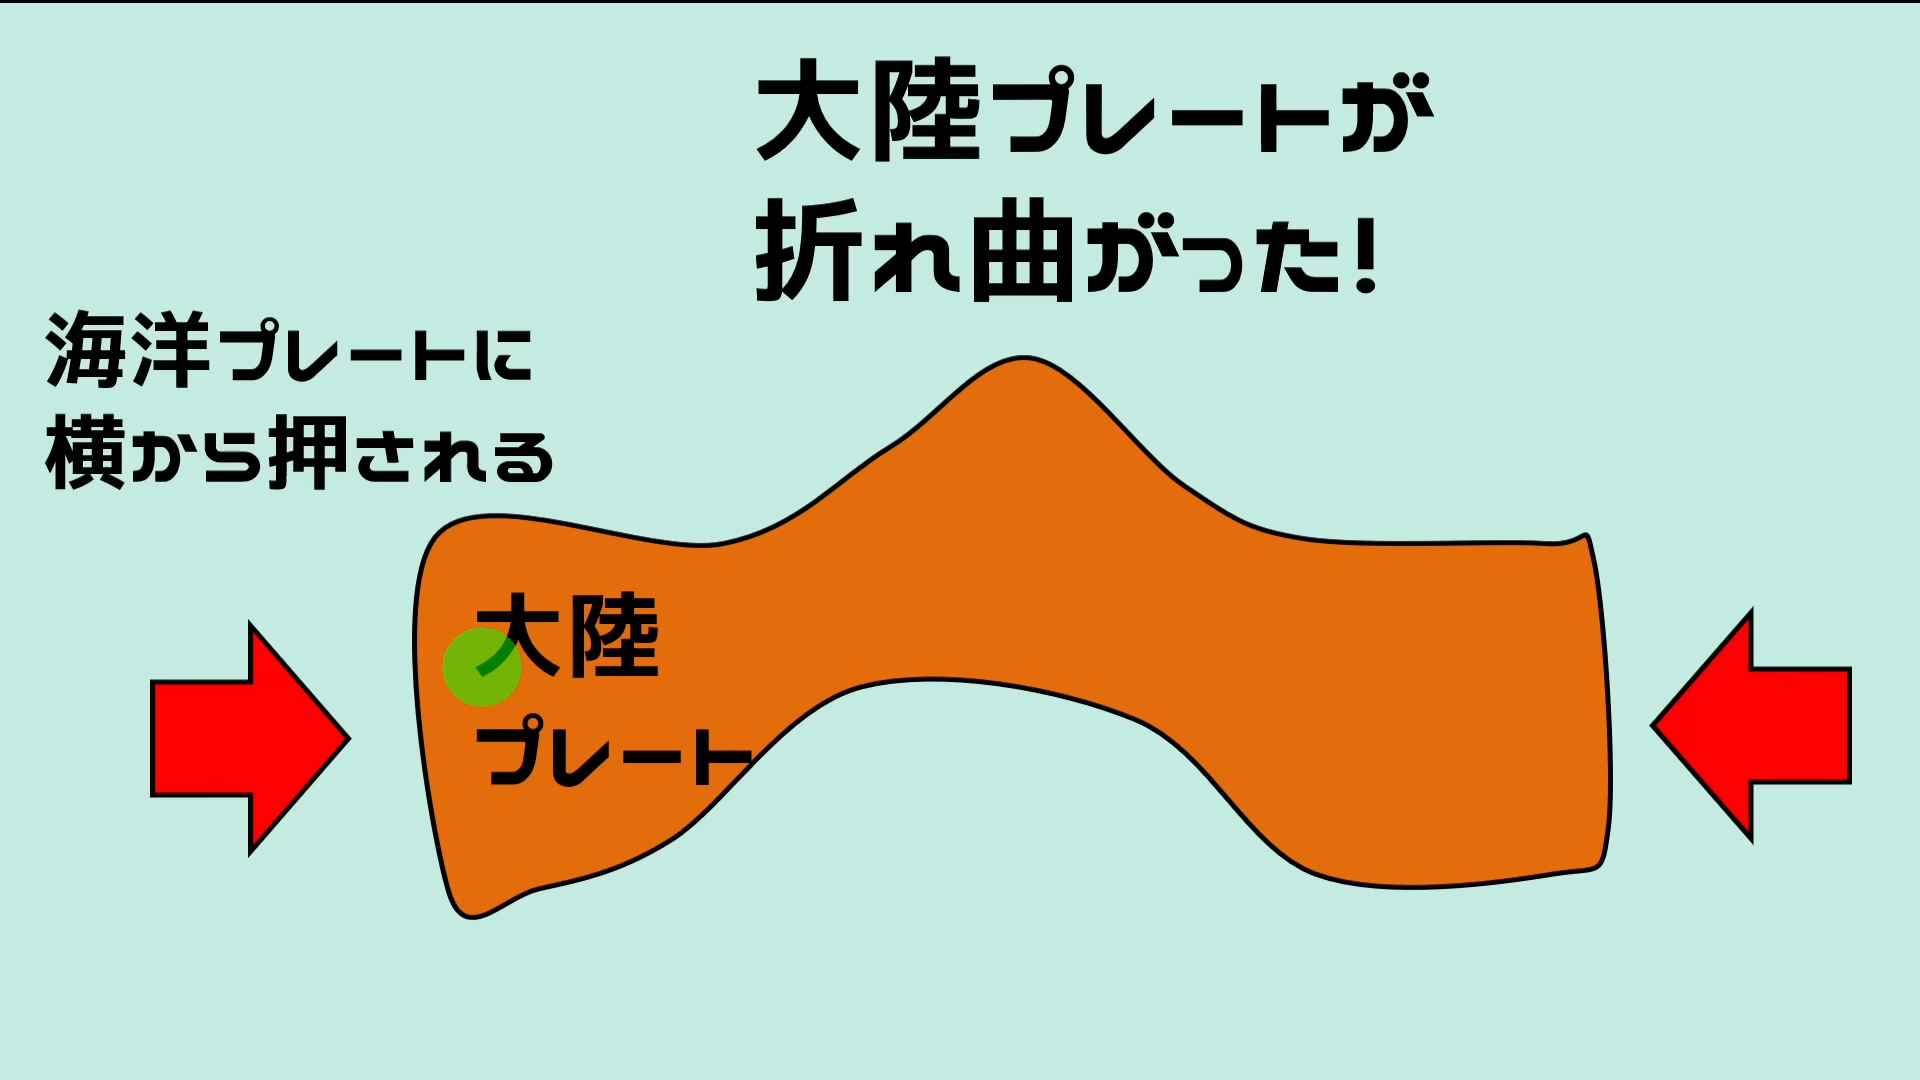 大陸プレートが
折れ曲がった!
海洋プレートに
横から押される
大陸
プレート